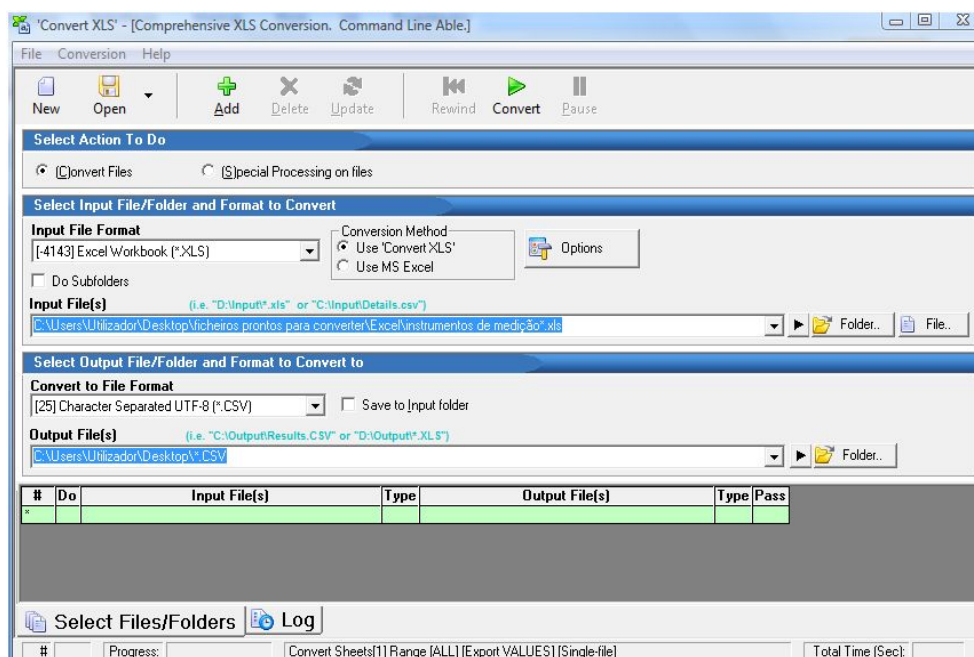 'Convert XLS' - [Comprehensive XLS Conversion. Command Line Able.]
File Conversion Help
New Open Add Delete Update Rewind Convert Pause
Select Action To Do
(C)onvert Files (S)pecial Processing on files
Select Input File/Folder and Format to Convert
Input File Format
[-4143] Excel Workbook (*.XLS)
Conversion Method
Use 'Convert XLS'
Use MS Excel
Options
Do Subfolders
Input File(s) (i.e. "D:\Input\*.xls" or "C:\Input\Details.csv")
C:\Users\Utilizador\Desktop\ficheiros prontos para converter\Excel\instrumentos de medição*.xls
Folder.. File..
Select Output File/Folder and Format to Convert to
Convert to File Format
[25] Character Separated UTF-8 (*.CSV) Save to Input folder
Output File(s) (i.e. "C:\Output\Results.CSV" or "D:\Output\*.XLS")
C:\Users\Utilizador\Desktop\*.CSV
Folder..
# Do Input File(s) Type Output File(s) Type Pass
*
Select Files/Folders Log
# Progress: Convert Sheets[1] Range [ALL] [Export VALUES] [Single-file] Total Time (Sec):